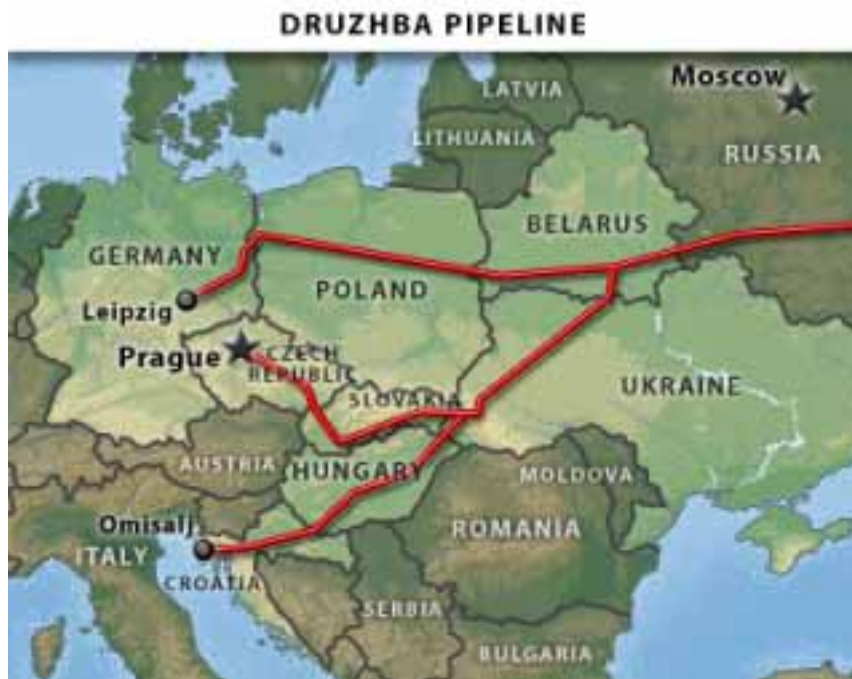 DRUZHBA PIPELINE
Moscow
LATVIA
LITHUANIA
RUSSIA
BELARUS
GERMANY
POLAND
Leipzig
Prague
CZECH
REPUBLIC
UKRAINE
SLOVAKIA
AUSTRIA
HUNGARY
MOLDOVA
Omisalj
ROMANIA
ITALY
CROATIA
SERBIA
BULGARIA